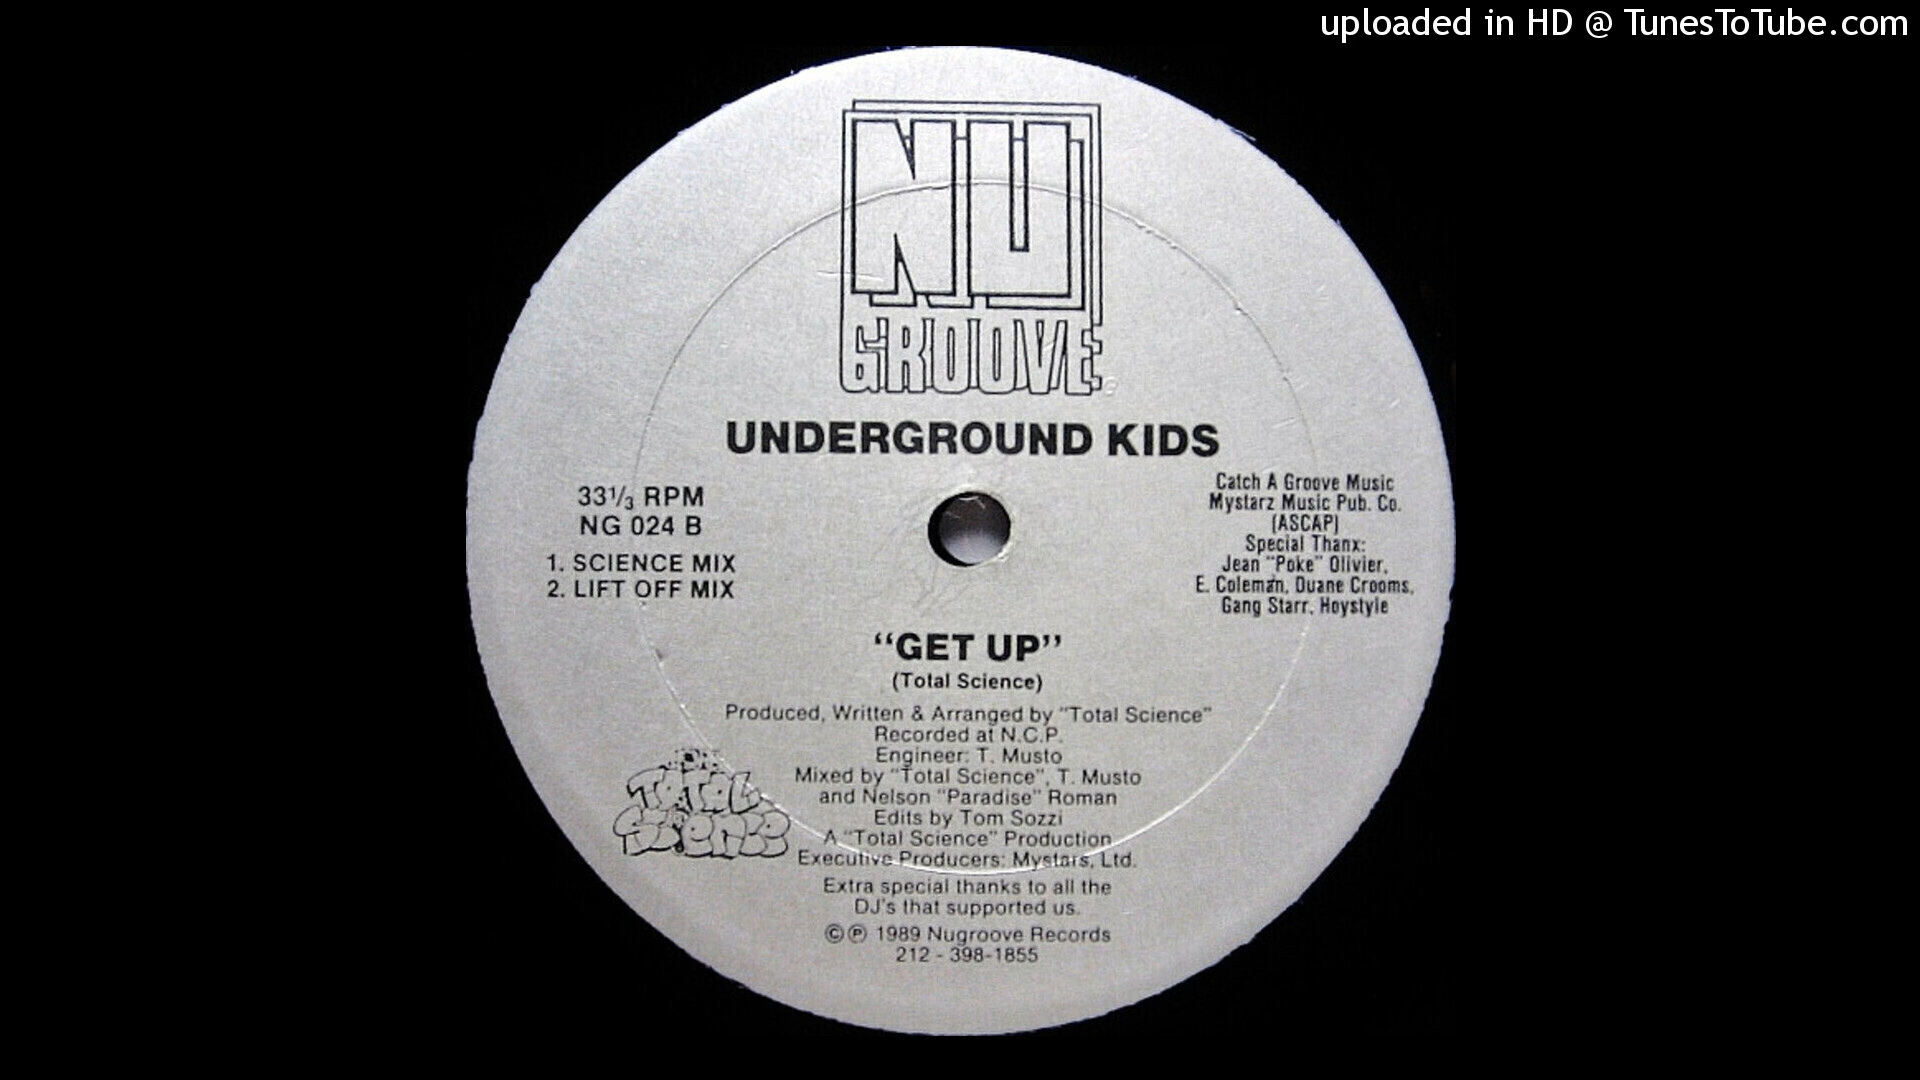 uploaded in HD @ TunesToTube.com
NU
GROOVE
UNDERGROUND KIDS
33⅓ RPM
NG 024 B
1. SCIENCE MIX
2. LIFT OFF MIX
Catch A Groove Music
Mystarz Music Pub. Co.
(ASCAP)
Special Thanx:
Jean "Poke" Olivier,
E. Coleman, Duane Crooms,
Gang Starr, Hoystyle
"GET UP"
(Total Science)
Produced, Written & Arranged by "Total Science"
Recorded at N.C.P.
Engineer: T. Musto
Mixed by "Total Science", T. Musto
and Nelson "Paradise" Roman
Edits by Tom Sozzi
A "Total Science" Production
Executive Producers: Mystars, Ltd.
Extra special thanks to all the
DJ's that supported us.
©℗ 1989 Nugroove Records
212 - 398-1855
TOTAL
SCIENCE